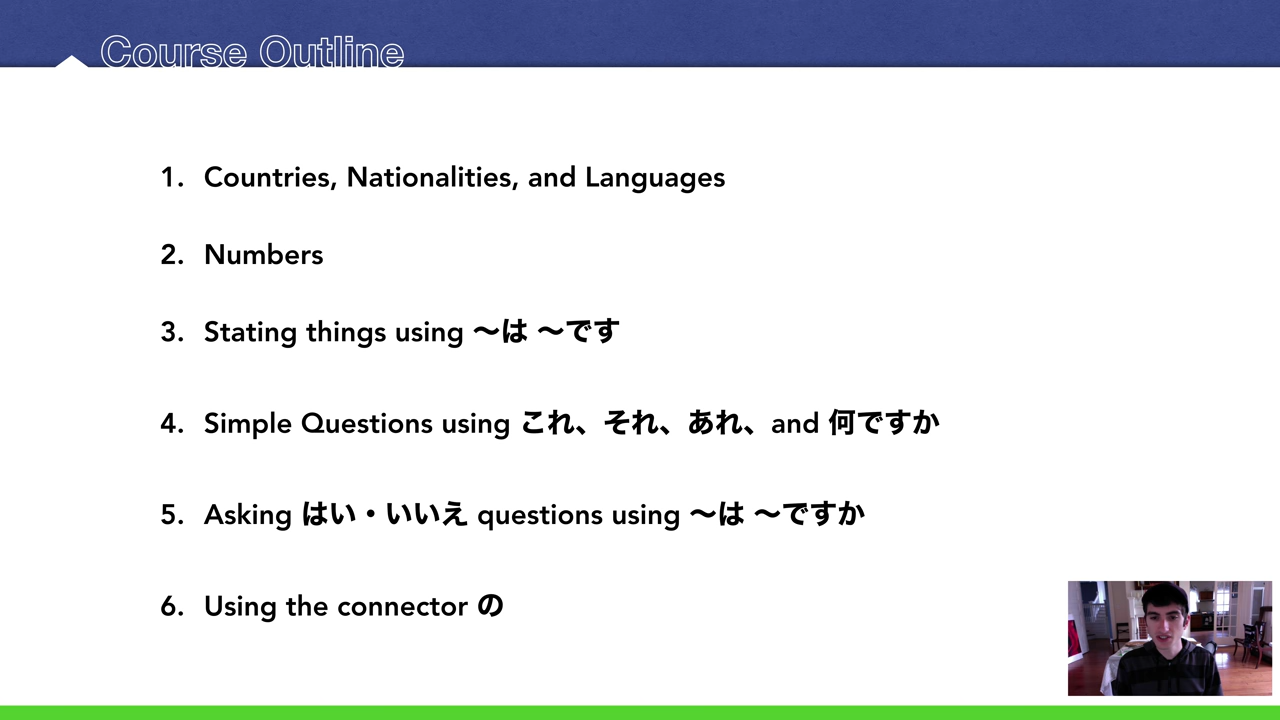 Course Outline
1. Countries, Nationalities, and Languages
2. Numbers
3. Stating things using 〜は 〜です
4. Simple Questions using これ、それ、あれ、and 何ですか
5. Asking はい・いいえ questions using 〜は 〜ですか
6. Using the connector の